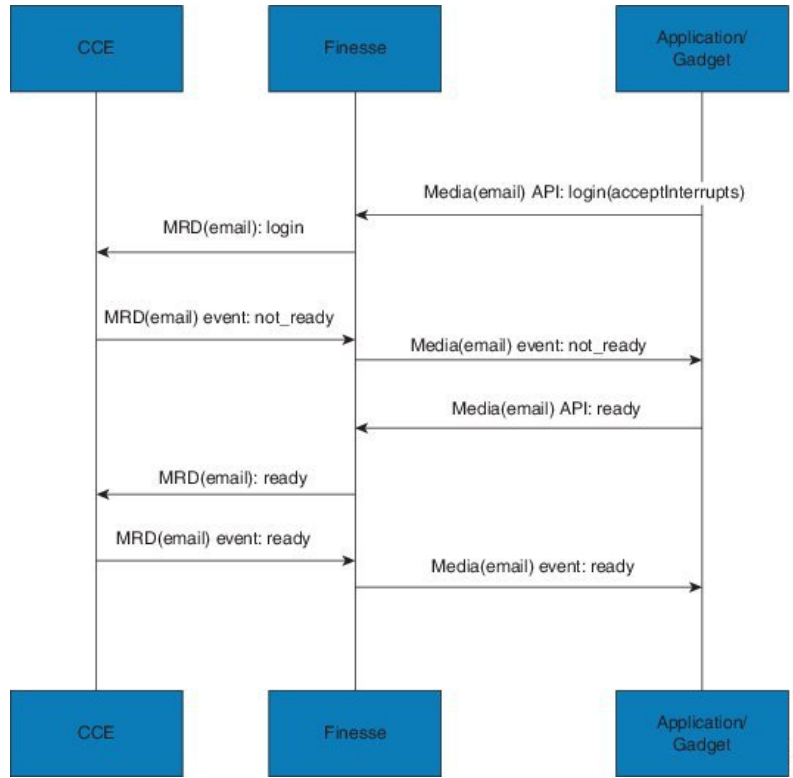 CCE
Finesse
Application/
Gadget
Media(email) API: login(acceptInterrupts)
MRD(email): login
MRD(email) event: not_ready
Media(email) event: not_ready
Media(email) API: ready
MRD(email): ready
MRD(email) event: ready
Media(email) event: ready
CCE
Finesse
Application/
Gadget